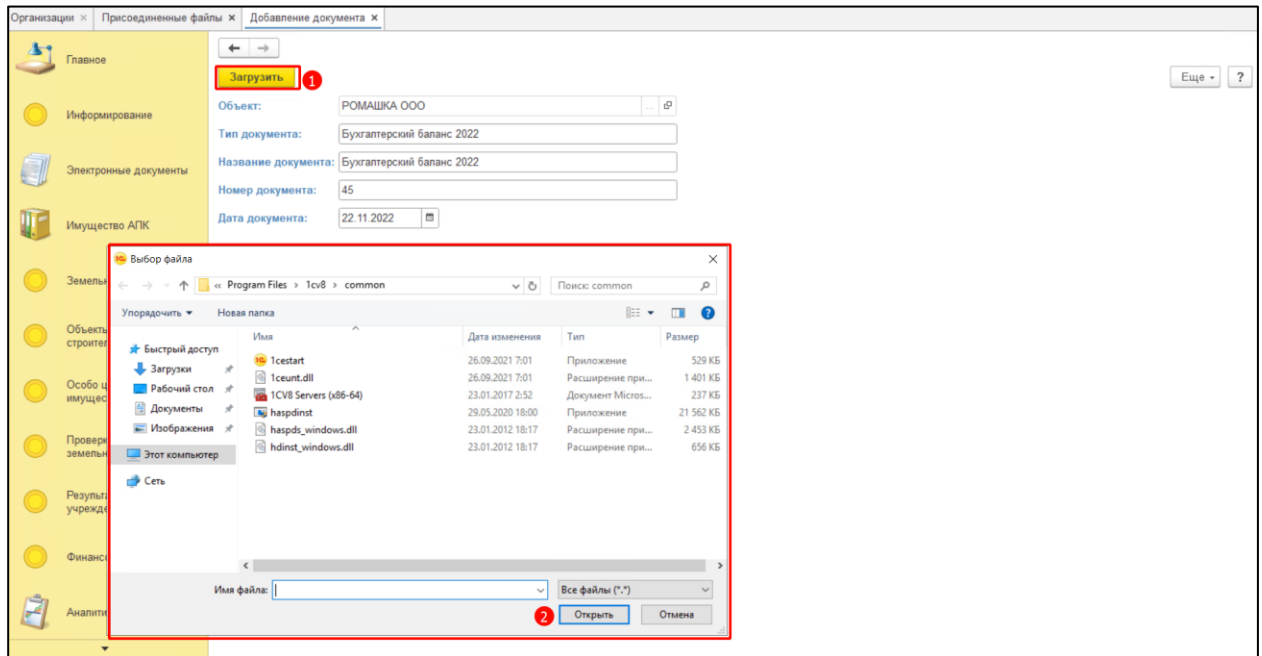 Организации × Присоединенные файлы × Добавление документа ×
Главное
Загрузить 1
Еще ?
Объект: РОМАШКА ООО
Информирование
Тип документа: Бухгалтерский баланс 2022
Название документа: Бухгалтерский баланс 2022
Электронные документы
Номер документа: 45
Дата документа: 22.11.2022
Имущество АПК
Выбор файла
« Program Files > 1cv8 > common
Поиск: common
Упорядочить Новая папка
Имя Дата изменения Тип Размер
Быстрый доступ
Загрузки
Рабочий стол
Документы
Изображения
Этот компьютер
Сеть
1cestart 26.09.2021 7:01 Приложение 529 КБ
1ceunt.dll 26.09.2021 7:01 Расширение при... 1 401 КБ
1CV8 Servers (x86-64) 23.01.2017 2:52 Документ Micros... 237 КБ
haspdinst 29.05.2020 18:00 Приложение 21 562 КБ
haspds_windows.dll 23.01.2012 18:17 Расширение при... 2 453 КБ
hdinst_windows.dll 23.01.2012 18:17 Расширение при... 656 КБ
Имя файла: Все файлы (*.*)
2 Открыть Отмена